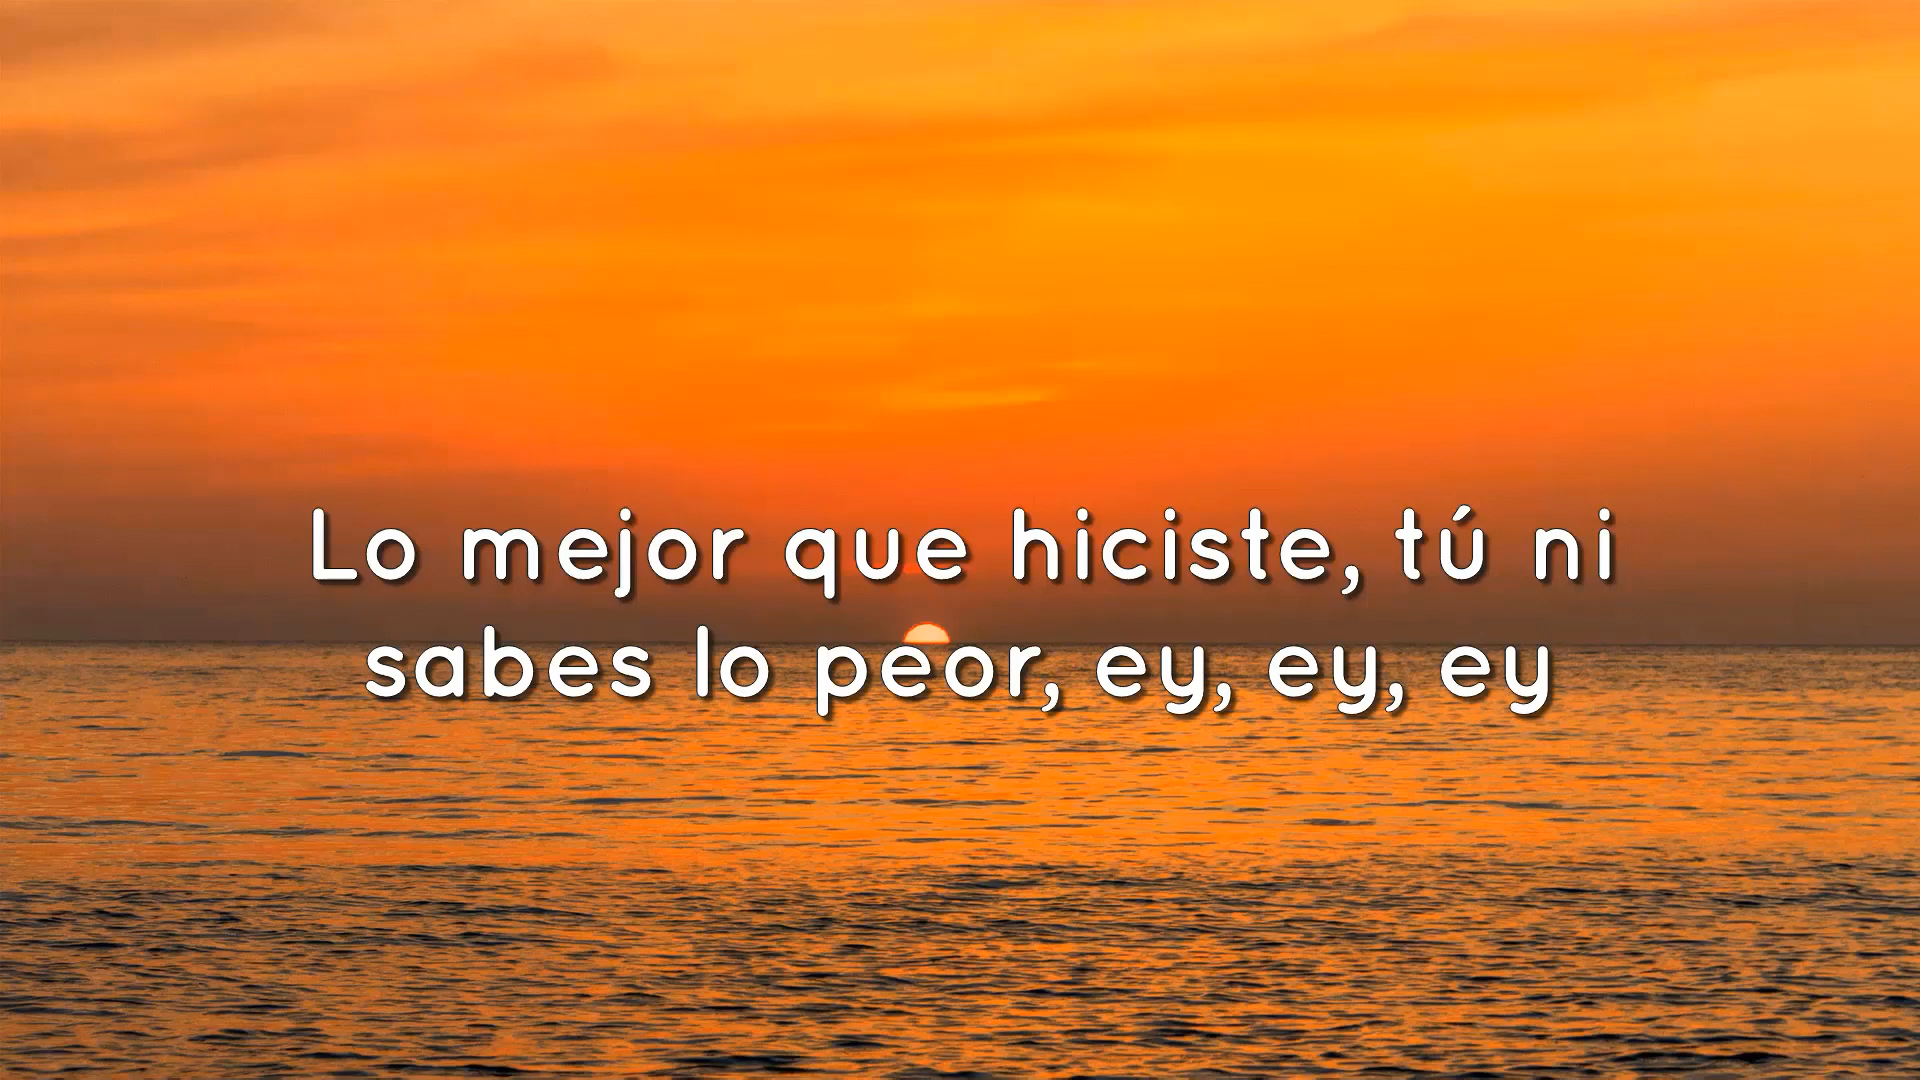 Lo mejor que hiciste, tú ni
sabes lo peor, ey, ey, ey